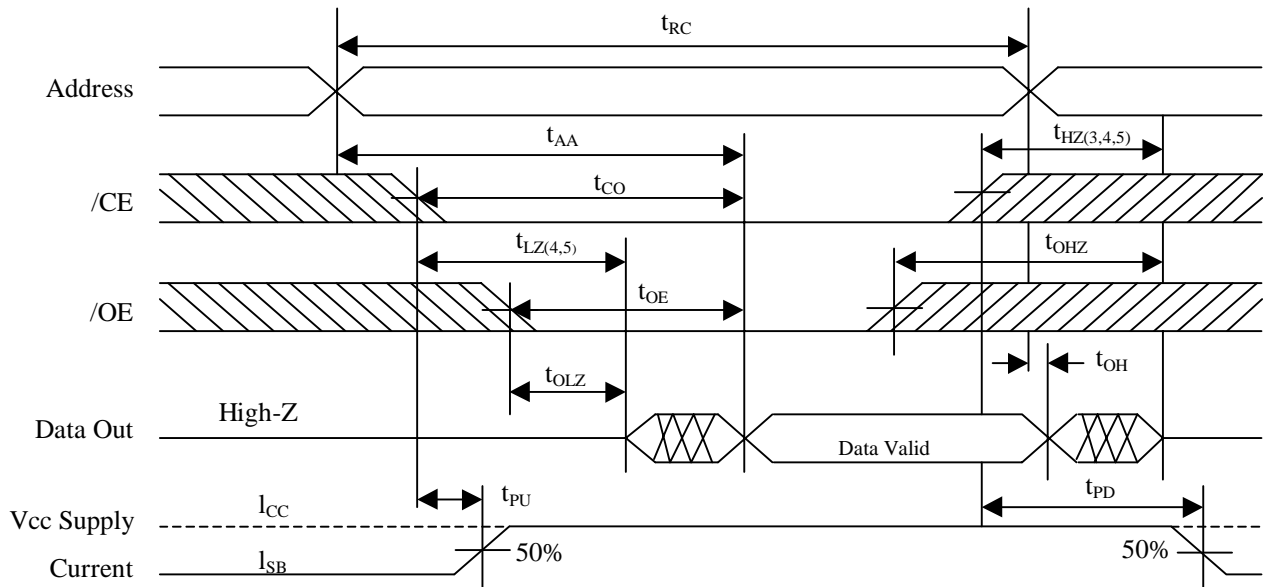 tRC
Address
tAA
tHZ(3,4,5)
tCO
/CE
tLZ(4,5)
tOHZ
tOE
/OE
tOLZ
tOH
High-Z
Data Out
Data Valid
tPU
tPD
lCC
Vcc Supply
50%
50%
Current
lSB